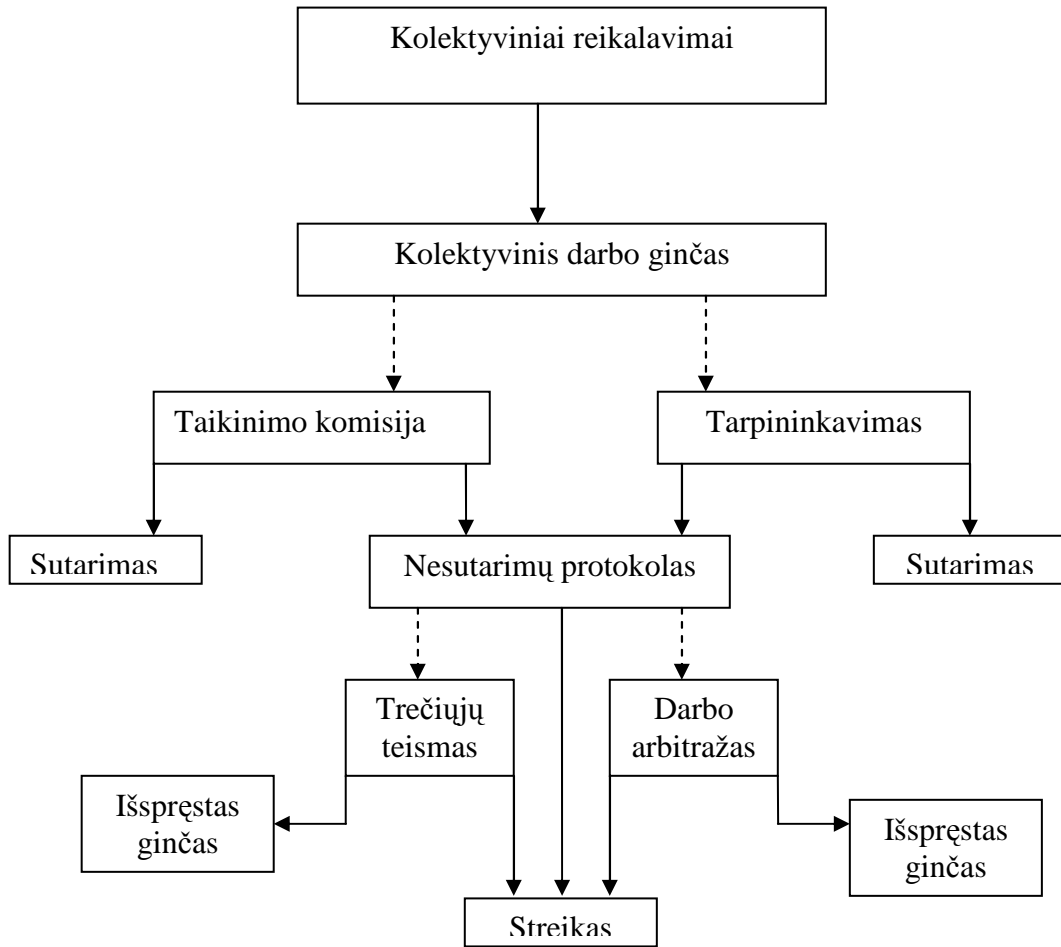 Kolektyviniai reikalavimai
Kolektyvinis darbo ginčas
Taikinimo komisija
Tarpininkavimas
Sutarimas
Nesutarimų protokolas
Sutarimas
Trečiųjų
teismas
Darbo
arbitražas
Išspręstas
ginčas
Išspręstas
ginčas
Streikas